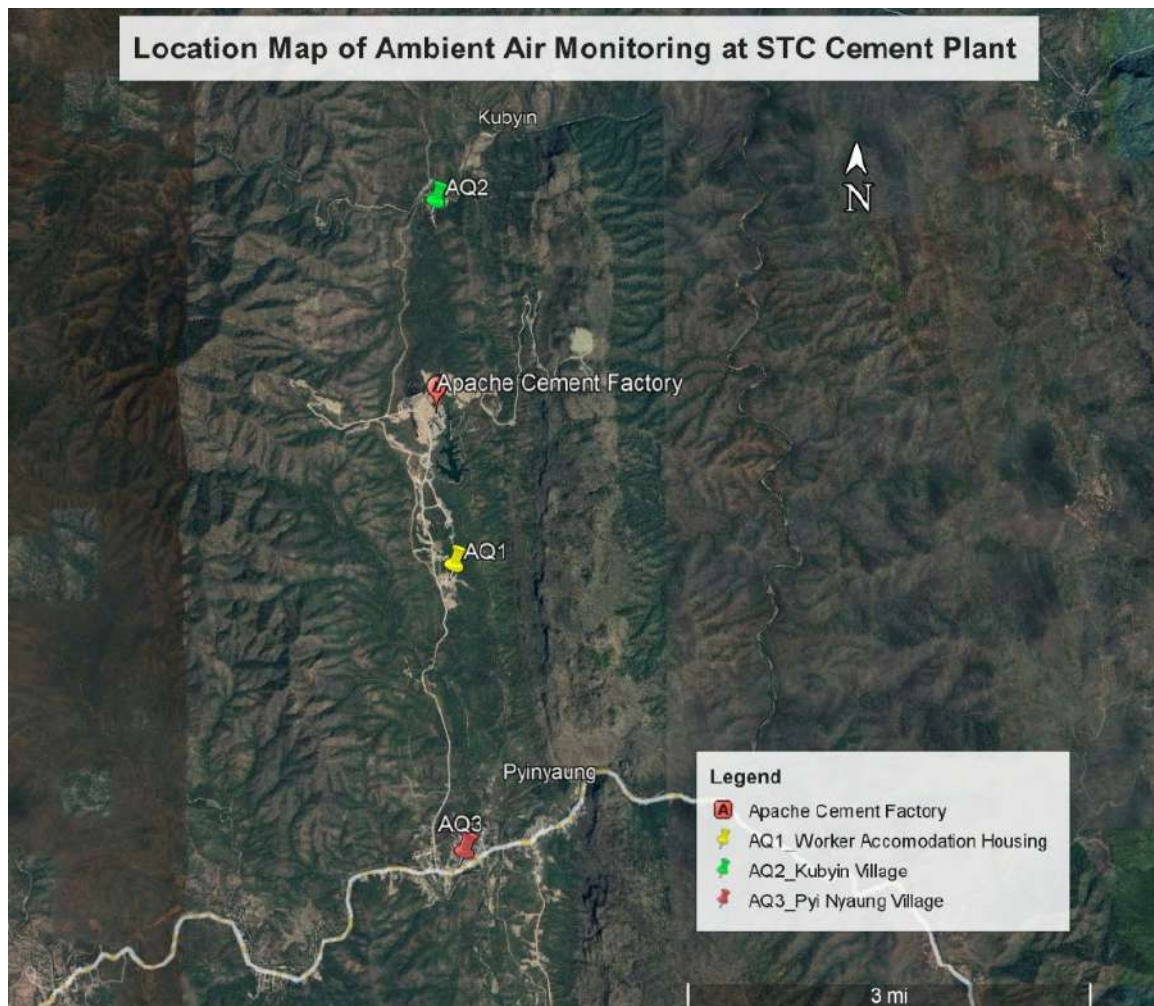 Location Map of Ambient Air Monitoring at STC Cement Plant
Kubyin
AQ2
N
Apache Cement Factory
AQ1
Pyinyaung
AQ3
Legend
A Apache Cement Factory
AQ1_Worker Accomodation Housing
AQ2_Kubyin Village
AQ3_Pyi Nyaung Village
3 mi